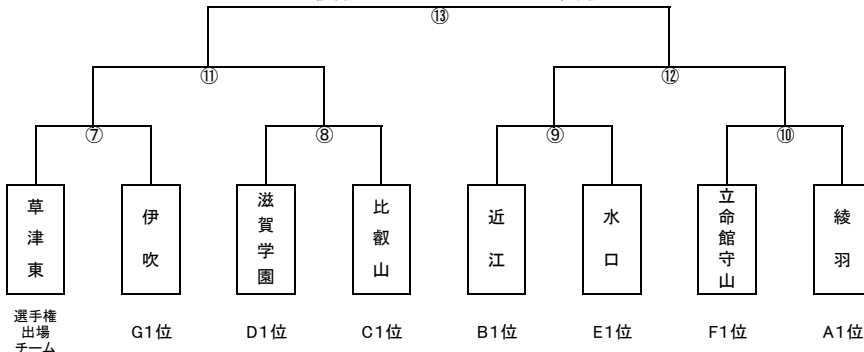 ⑬
⑪
⑫
⑦
⑧
⑨
⑩
草津東
伊吹
滋賀学園
比叡山
近江
水口
立命館守山
綾羽
選手権
出場
チーム
G1位
D1位
C1位
B1位
E1位
F1位
A1位